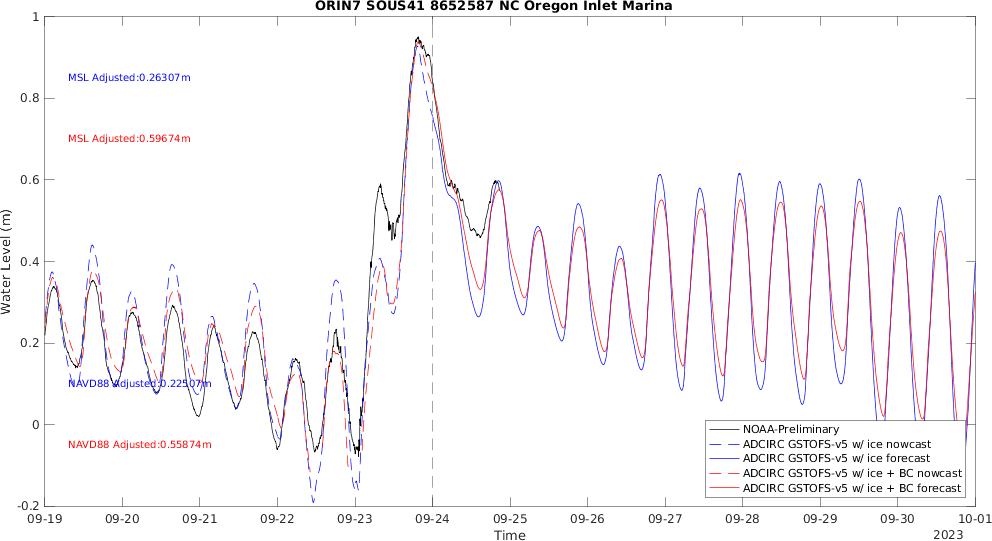 ORIN7 SOUS41 8652587 NC Oregon Inlet Marina
1
MSL Adjusted:0.26307m
0.8
MSL Adjusted:0.59674m
0.6
Water Level (m)
0.4
0.2
NAVD88 Adjusted:0.22507m
0
NAVD88 Adjusted:0.55874m
NOAA-Preliminary
ADCIRC GSTOFS-v5 w/ ice nowcast
ADCIRC GSTOFS-v5 w/ ice forecast
ADCIRC GSTOFS-v5 w/ ice + BC nowcast
ADCIRC GSTOFS-v5 w/ ice + BC forecast
-0.2
09-19 09-20 09-21 09-22 09-23 09-24 09-25 09-26 09-27 09-28 09-29 09-30 10-01
Time
2023